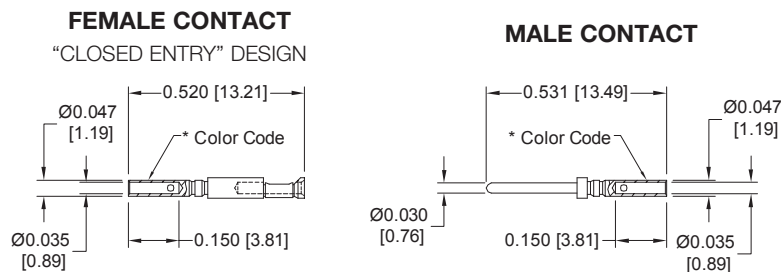 FEMALE CONTACT
“CLOSED ENTRY” DESIGN
0.520 [13.21]
Ø0.047
[1.19]
* Color Code
Ø0.035
[0.89]
0.150 [3.81]
MALE CONTACT
0.531 [13.49]
Ø0.047
[1.19]
* Color Code
Ø0.030
[0.76]
0.150 [3.81]
Ø0.035
[0.89]